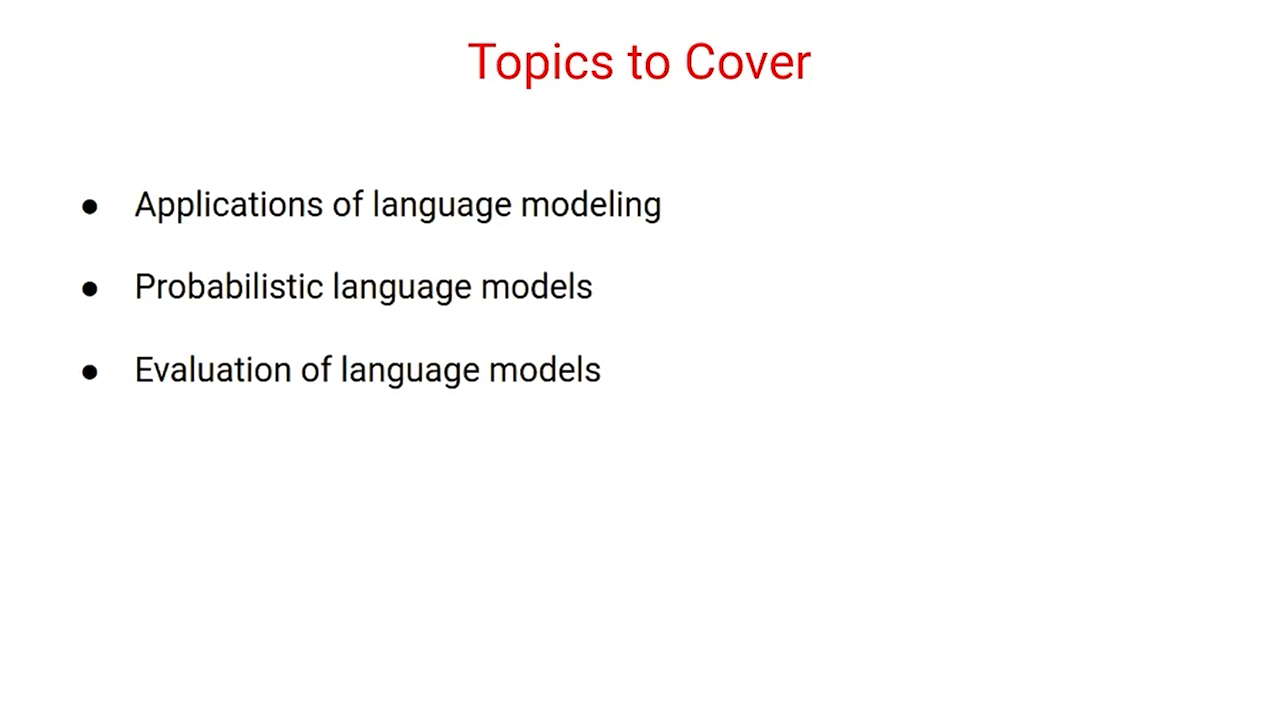 Topics to Cover
● Applications of language modeling
● Probabilistic language models
● Evaluation of language models